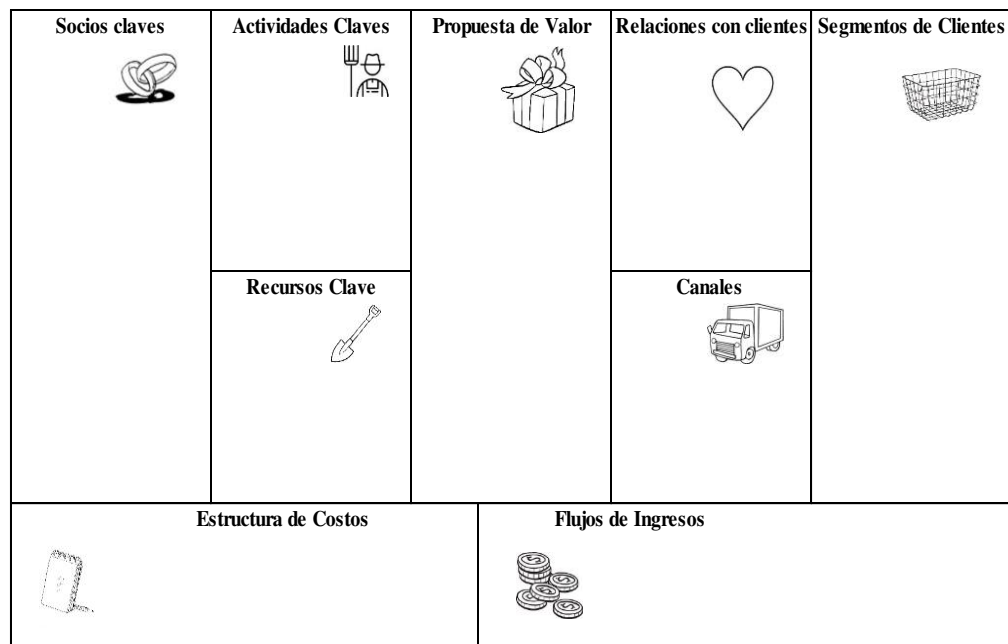 Socios claves
Actividades Claves
Propuesta de Valor
Relaciones con clientes
Segmentos de Clientes
Recursos Clave
Canales
Estructura de Costos
Flujos de Ingresos